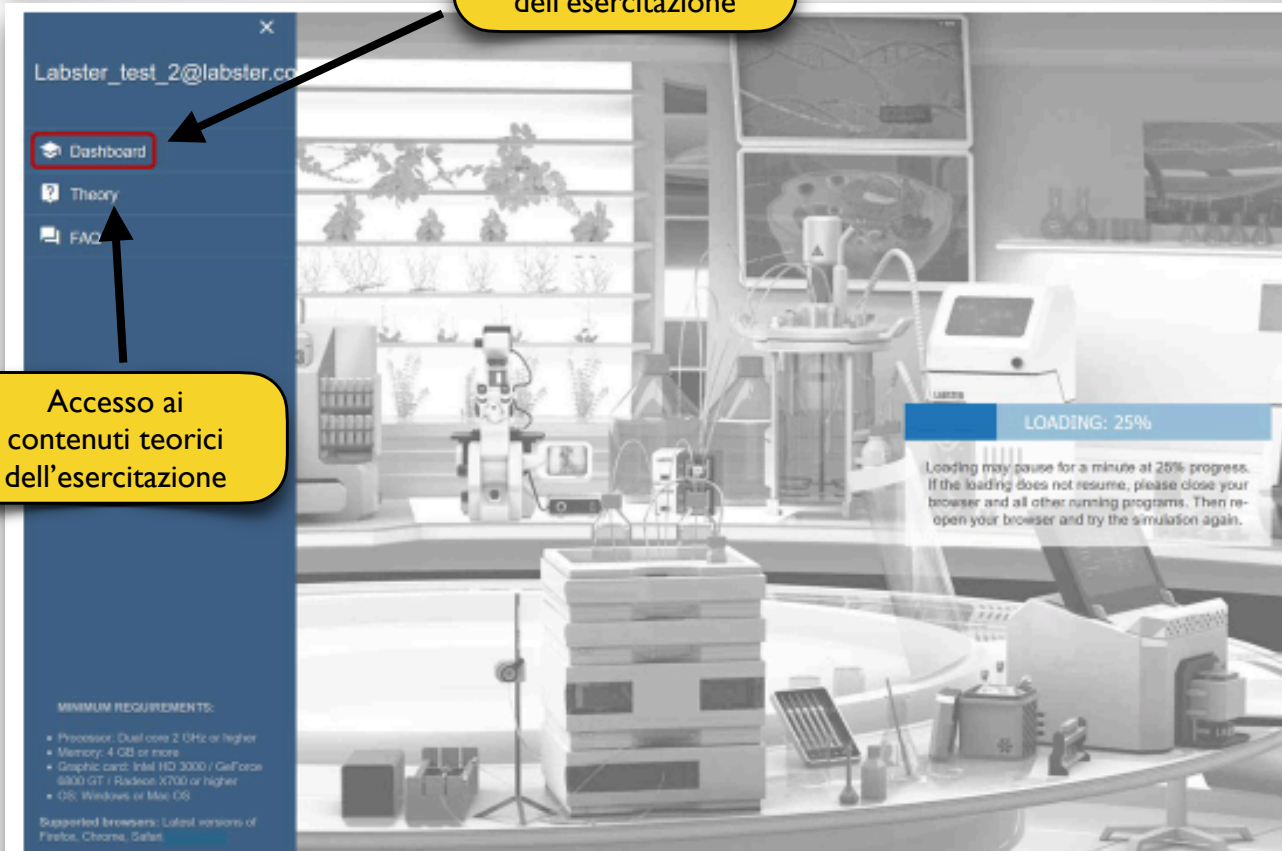 dell'esercitazione
×
Labster_test_2@labster.co
Dashboard
Theory
FAQ
Accesso ai
contenuti teorici
dell'esercitazione
LABSTER
LOADING: 25%
Loading may pause for a minute at 25% progress.
If the loading does not resume, please close your
browser and all other running programs. Then re-
open your browser and try the simulation again.
MINIMUM REQUIREMENTS:
Processor: Dual core 2 GHz or higher
Memory: 4 GB or more
Graphic card: Intel HD 3000 / GeForce
6800 GT / Radeon X700 or higher
OS: Windows or Mac OS
Supported browsers: Latest versions of
Firefox, Chrome, Safari